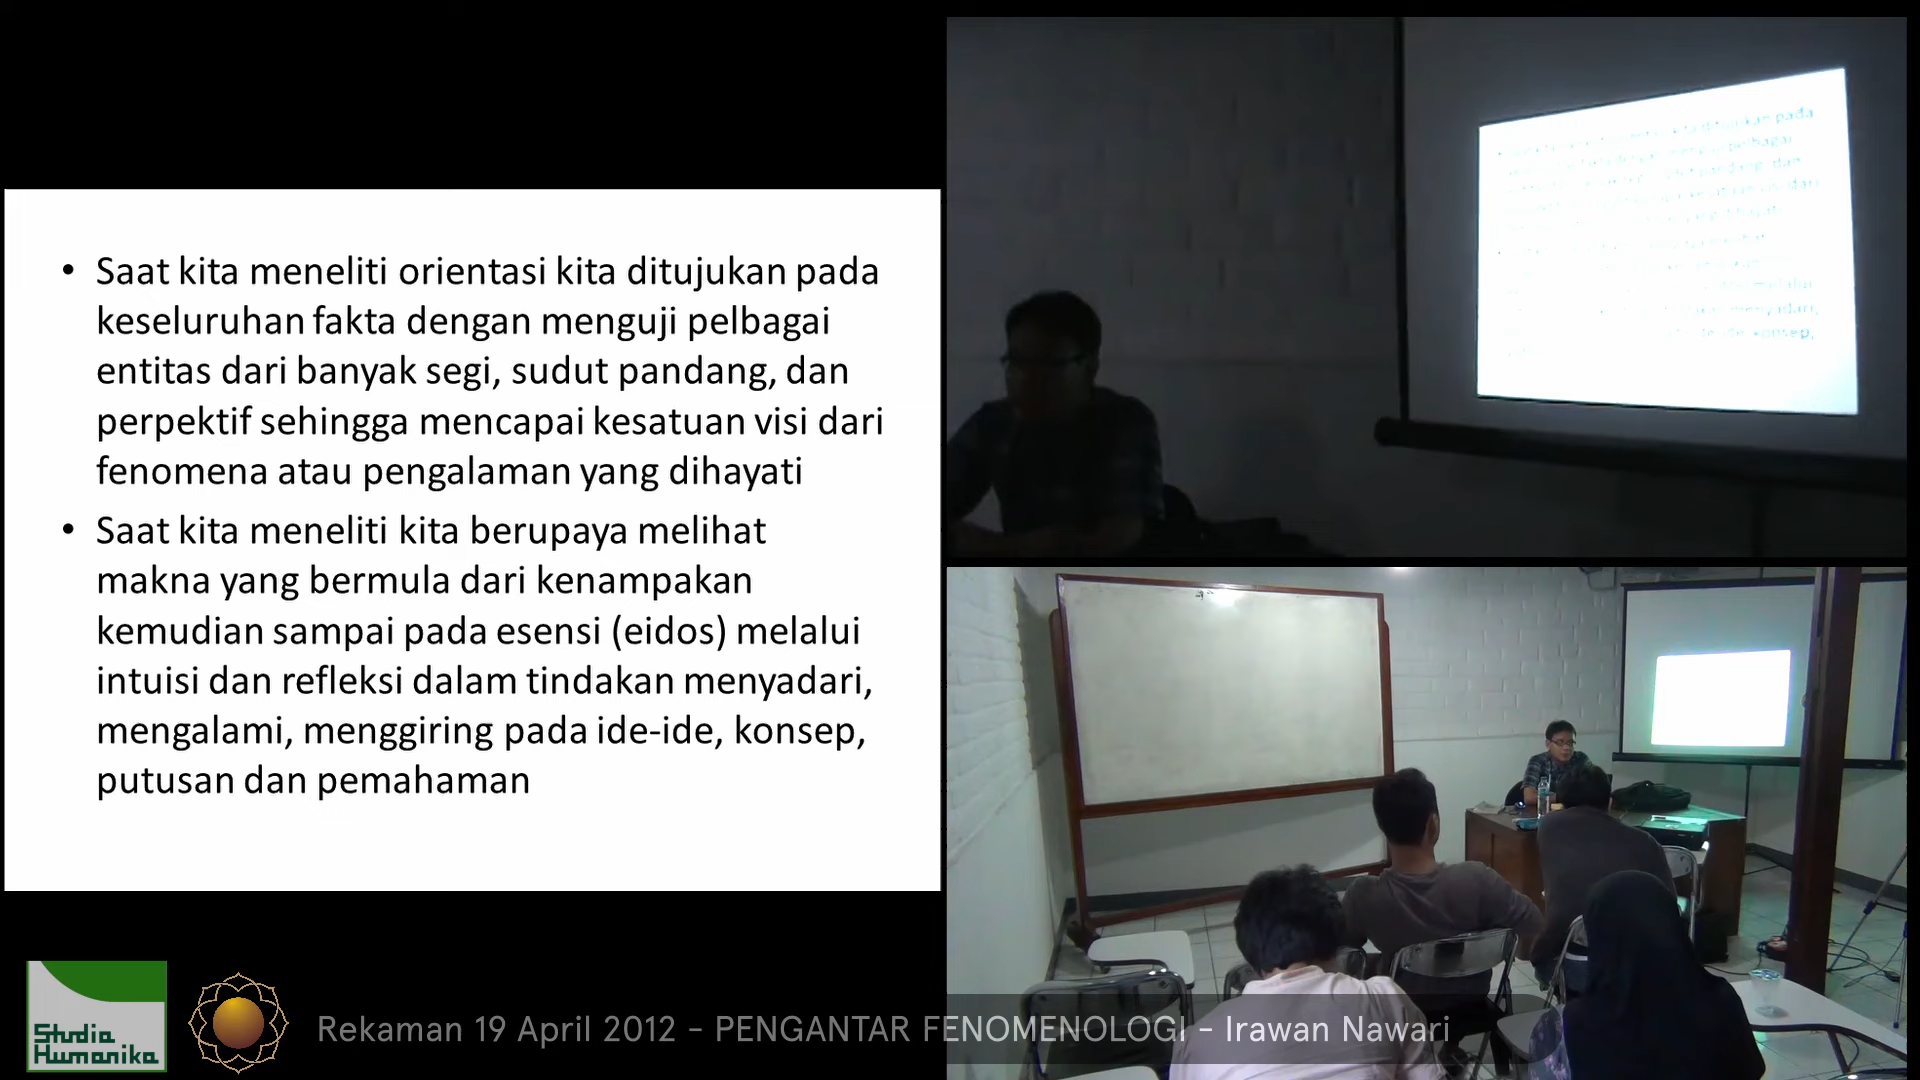 • Saat kita meneliti orientasi kita ditujukan pada
keseluruhan fakta dengan menguji pelbagai
entitas dari banyak segi, sudut pandang, dan
perpektif sehingga mencapai kesatuan visi dari
fenomena atau pengalaman yang dihayati
• Saat kita meneliti kita berupaya melihat
makna yang bermula dari kenampakan
kemudian sampai pada esensi (eidos) melalui
intuisi dan refleksi dalam tindakan menyadari,
mengalami, menggiring pada ide-ide, konsep,
putusan dan pemahaman
Studia
Humanika
Rekaman 19 April 2012 - PENGANTAR FENOMENOLOGI - Irawan Nawari